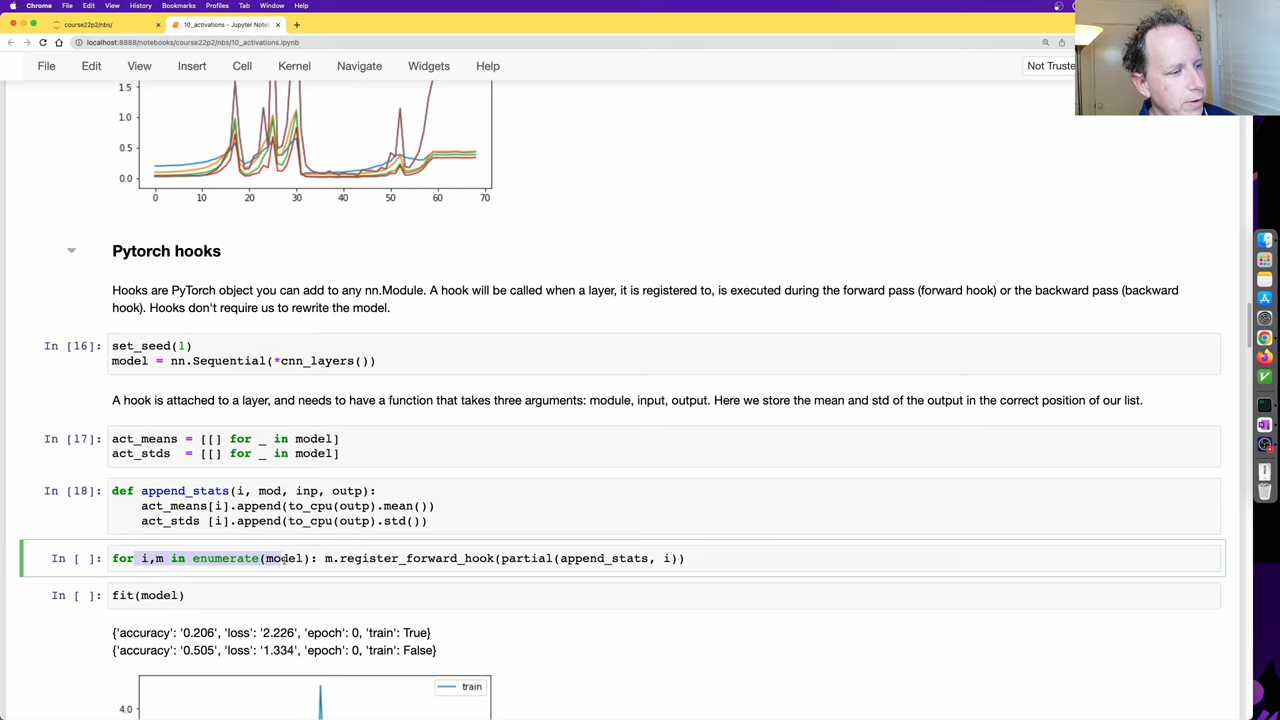 Chrome File Edit View History Bookmarks Profiles Tab Window Help
course22p2/nbs/
10_activations - Jupyter Note
localhost:8888/notebooks/course22p2/nbs/10_activations.ipynb
File Edit View Insert Cell Kernel Navigate Widgets Help
Not Truste
1.5
1.0
0.5
0.0
0 10 20 30 40 50 60 70
Pytorch hooks
Hooks are PyTorch object you can add to any nn.Module. A hook will be called when a layer, it is registered to, is executed during the forward pass (forward hook) or the backward pass (backward
hook). Hooks don't require us to rewrite the model.
In [16]: set_seed(1)
model = nn.Sequential(*cnn_layers())
A hook is attached to a layer, and needs to have a function that takes three arguments: module, input, output. Here we store the mean and std of the output in the correct position of our list.
In [17]: act_means = [[] for _ in model]
act_stds  = [[] for _ in model]
In [18]: def append_stats(i, mod, inp, outp):
act_means[i].append(to_cpu(outp).mean())
act_stds [i].append(to_cpu(outp).std())
In [ ]: for i,m in enumerate(model): m.register_forward_hook(partial(append_stats, i))
In [ ]: fit(model)
{'accuracy': '0.206', 'loss': '2.226', 'epoch': 0, 'train': True}
{'accuracy': '0.505', 'loss': '1.334', 'epoch': 0, 'train': False}
train
4.0